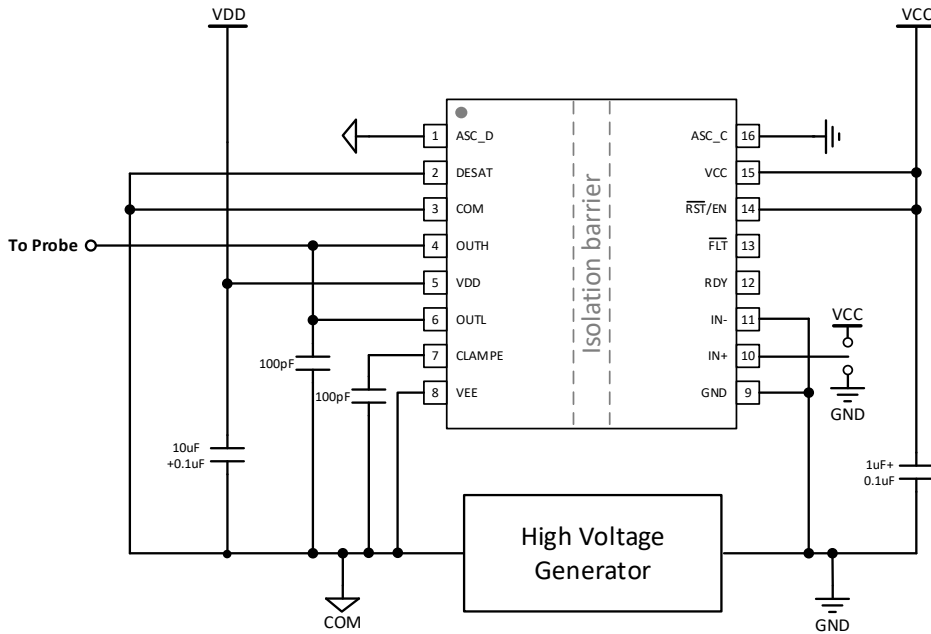 VDD
VCC
1 ASC_D
ASC_C 16
2 DESAT
VCC 15
3 COM
RST/EN 14
To Probe
4 OUTH
FLT 13
5 VDD
RDY 12
6 OUTL
IN- 11
VCC
7 CLAMPE
IN+ 10
8 VEE
GND 9
GND
Isolation barrier
100pF
100pF
10uF
+0.1uF
1uF+
0.1uF
High Voltage
Generator
COM
GND